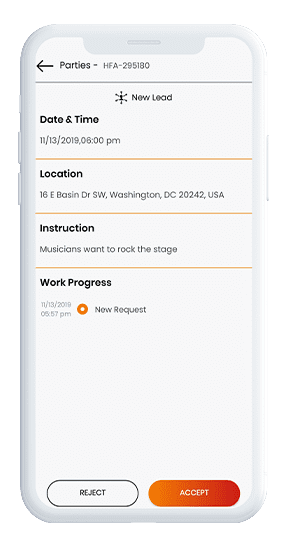 Parties - HFA-295180
New Lead
Date & Time
11/13/2019,06:00 pm
Location
16 E Basin Dr SW, Washington, DC 20242, USA
Instruction
Musicians want to rock the stage
Work Progress
11/13/2019
05:57 pm
New Request
REJECT ACCEPT